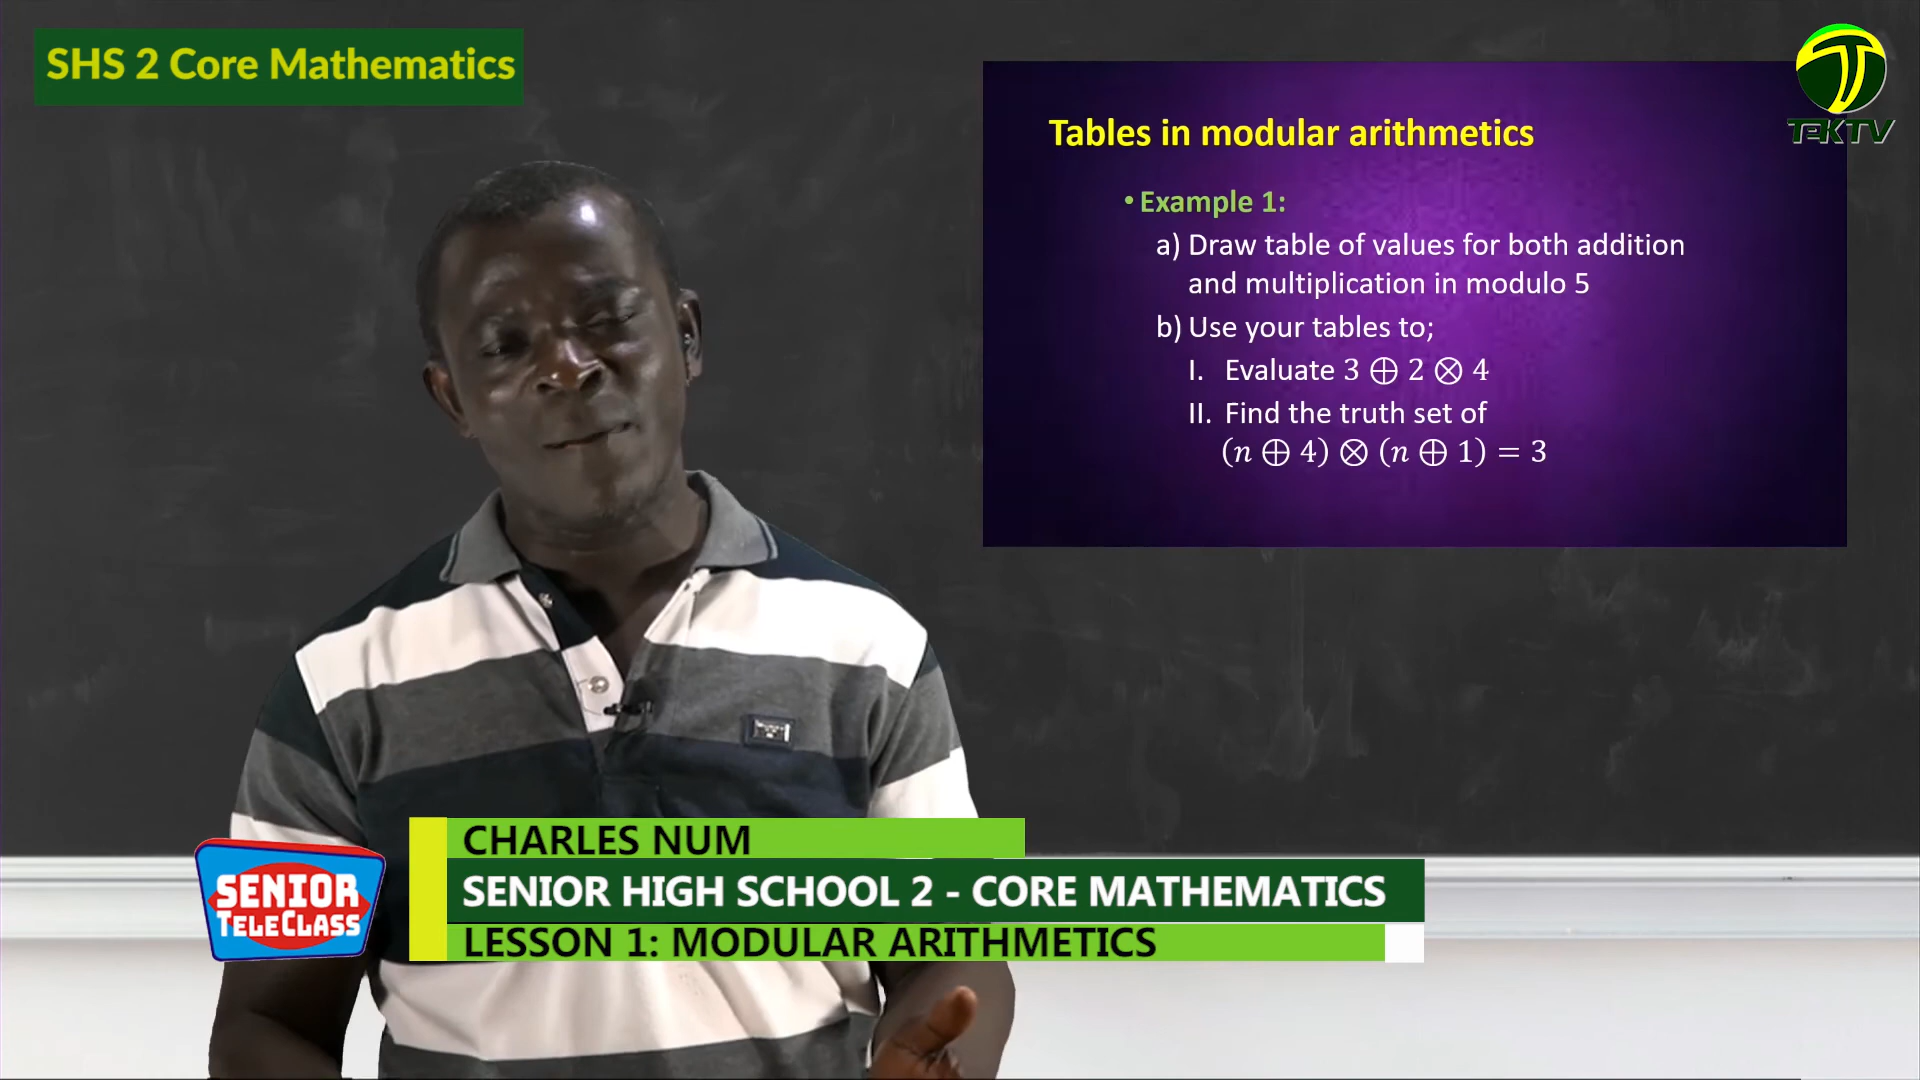 SHS 2 Core Mathematics
TEKTV
Tables in modular arithmetics
• Example 1:
a) Draw table of values for both addition
and multiplication in modulo 5
b) Use your tables to;
I. Evaluate 3 ⊕ 2 ⊗ 4
II. Find the truth set of
(n ⊕ 4) ⊗ (n ⊕ 1) = 3
CHARLES NUM
SENIOR HIGH SCHOOL 2 - CORE MATHEMATICS
LESSON 1: MODULAR ARITHMETICS
SENIOR
TELECLASS